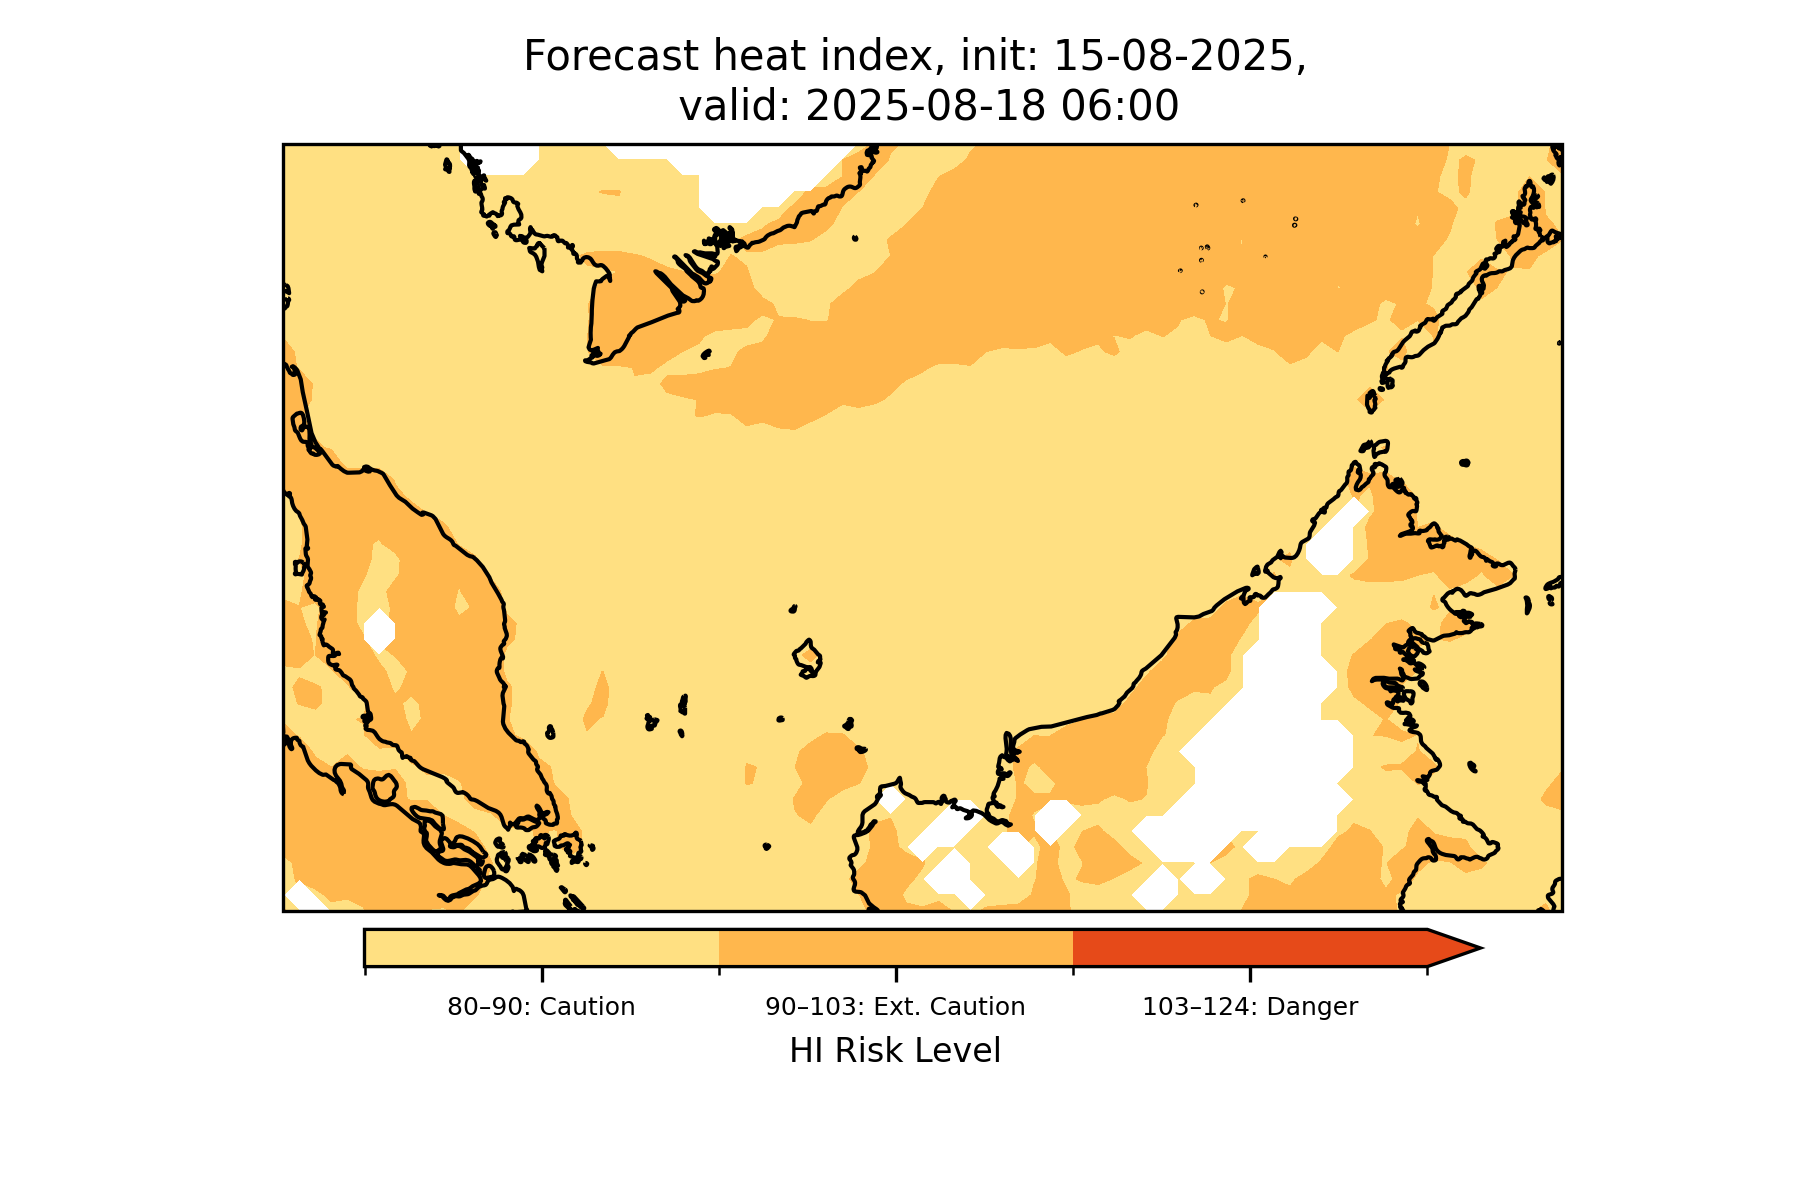 Forecast heat index, init: 15-08-2025,
valid: 2025-08-18 06:00
80–90: Caution
90–103: Ext. Caution
103–124: Danger
HI Risk Level